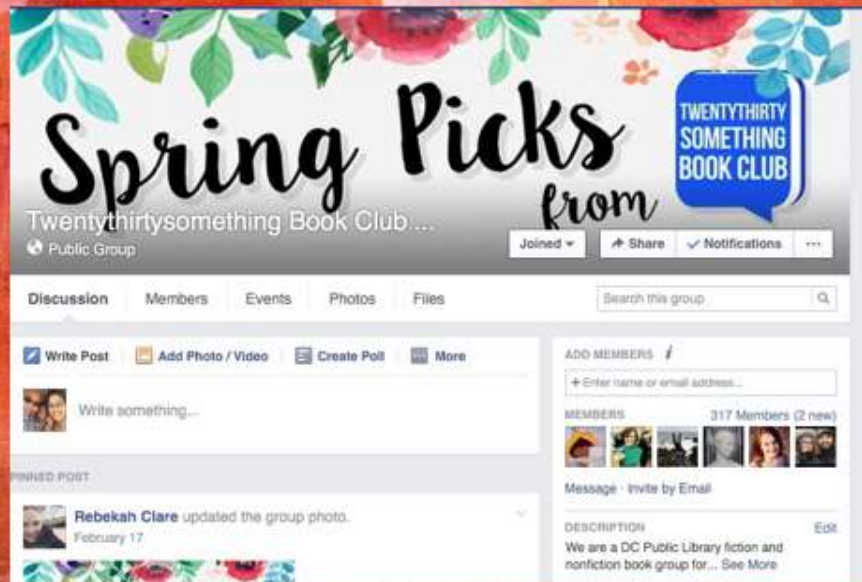 Spring Picks
from
TWENTYTHIRTY
SOMETHING
BOOK CLUB
Twentythirtysomething Book Club ...
Public Group
Joined
Share
Notifications
Discussion Members Events Photos Files
Search this group
Write Post Add Photo / Video Create Poll More
Write something...
ADD MEMBERS i
+ Enter name or email address...
MEMBERS 317 Members (2 new)
Message · Invite by Email
PINNED POST
Rebekah Clare updated the group photo.
February 17
DESCRIPTION Edit
We are a DC Public Library fiction and
nonfiction book group for... See More